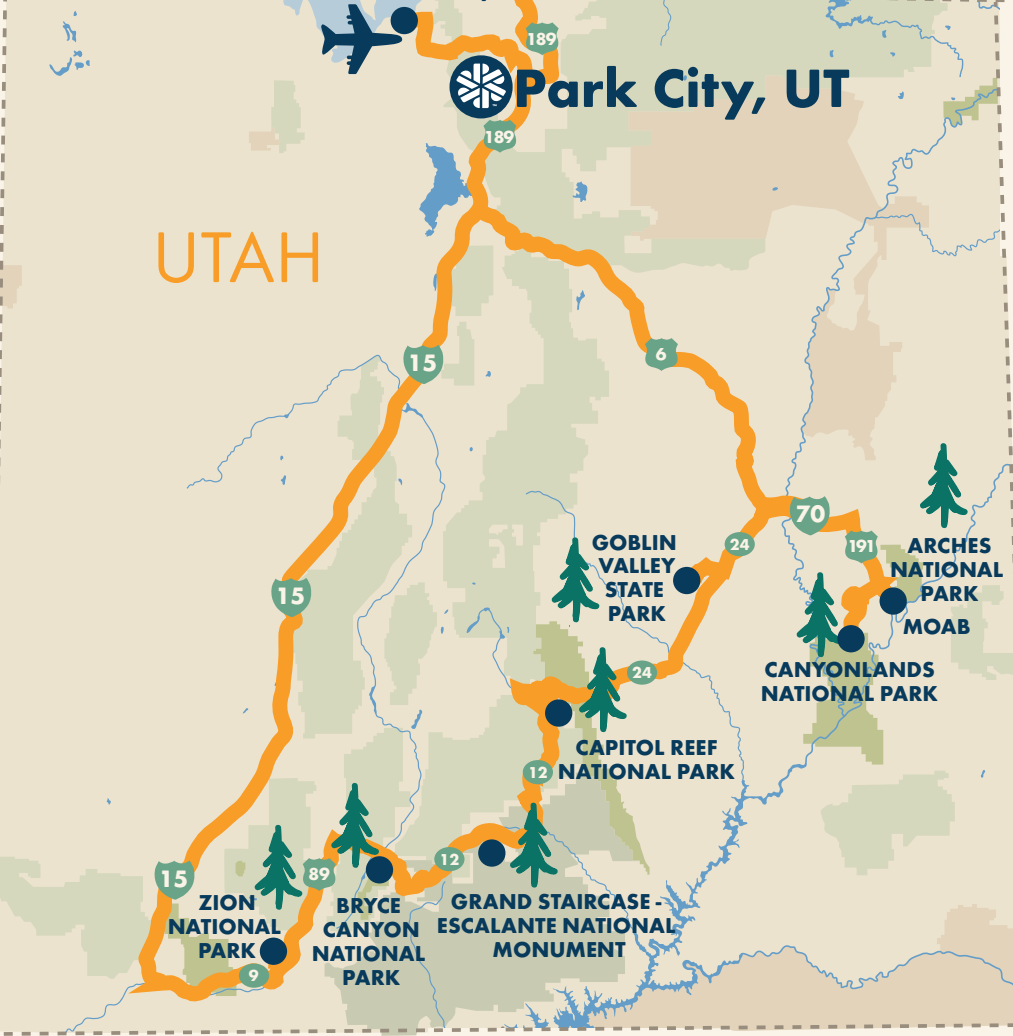 189
Park City, UT
189
UTAH
15
6
70
24
191
GOBLIN
VALLEY
STATE
PARK
ARCHES
NATIONAL
PARK
MOAB
15
24
CANYONLANDS
NATIONAL PARK
CAPITOL REEF
NATIONAL PARK
12
12
89
15
ZION
NATIONAL
PARK
9
BRYCE
CANYON
NATIONAL
PARK
GRAND STAIRCASE -
ESCALANTE NATIONAL
MONUMENT